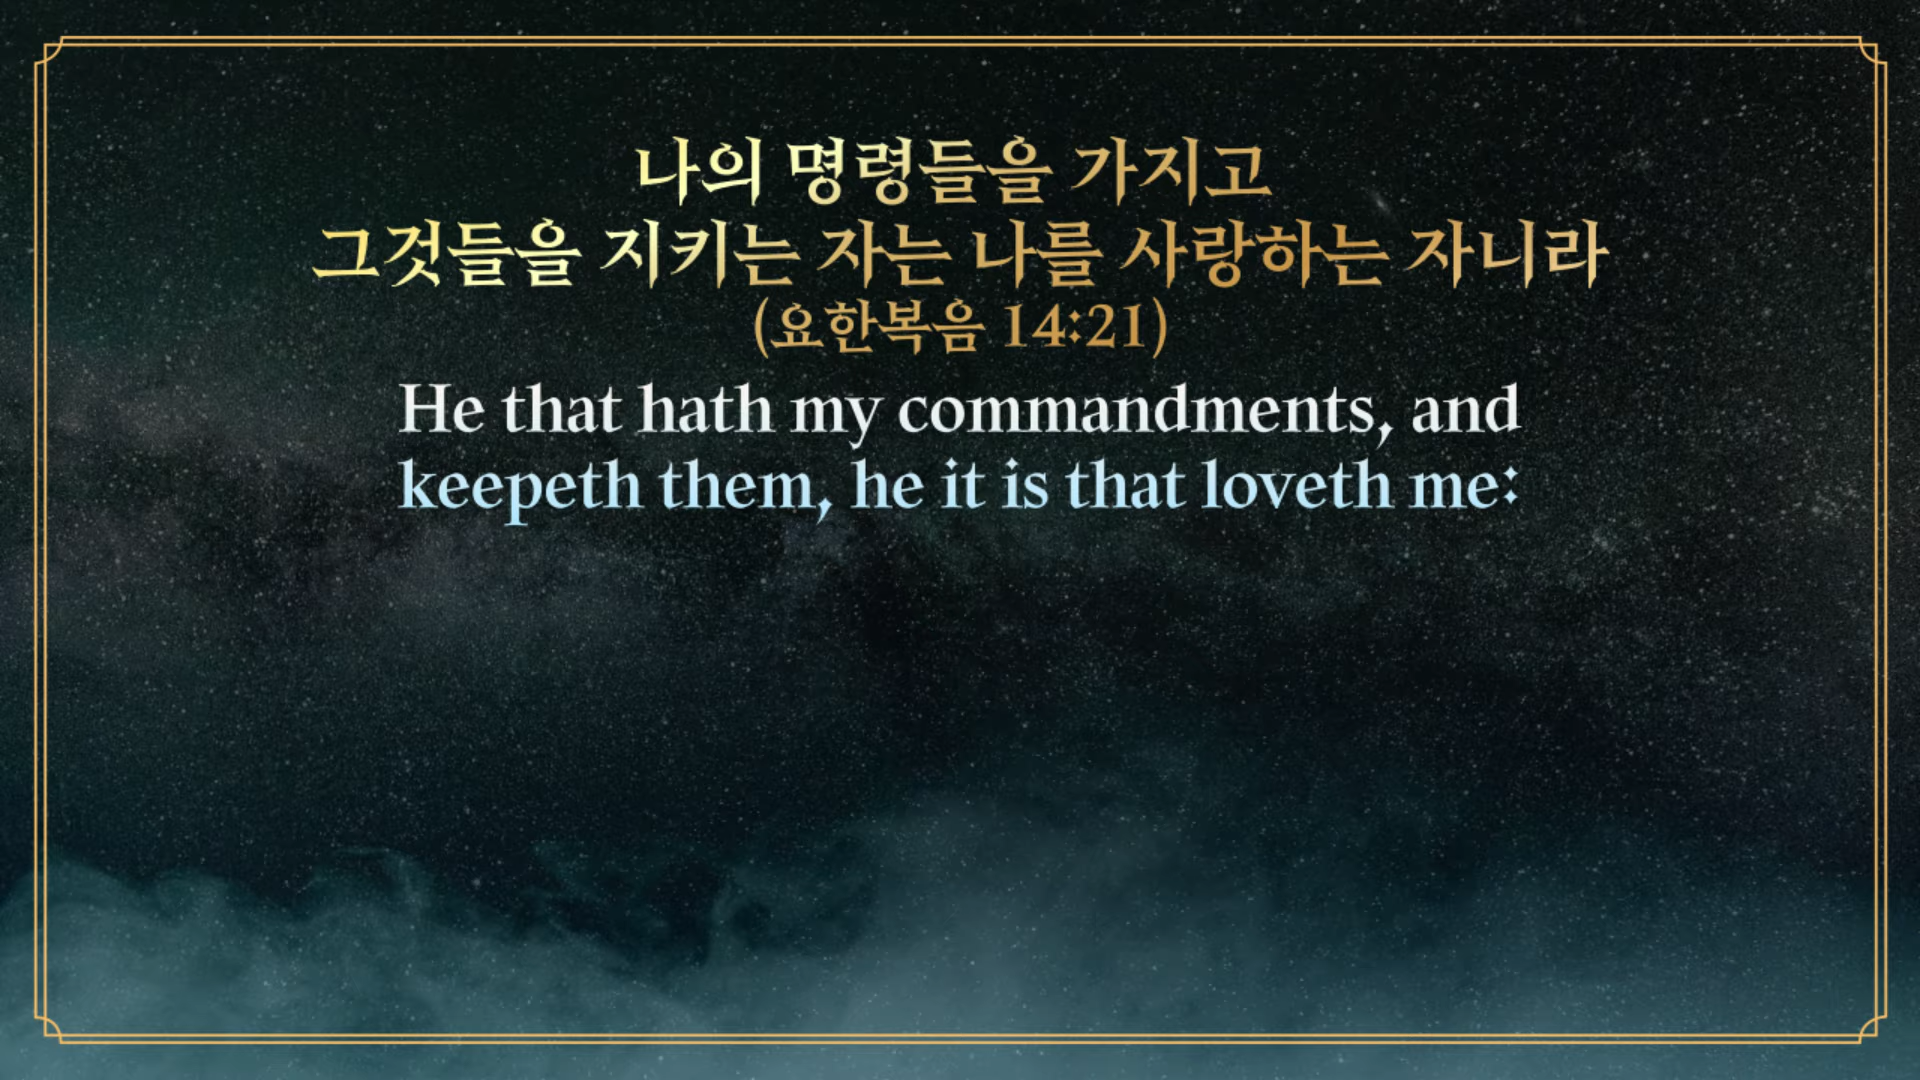 나의 명령들을 가지고
그것들을 지키는 자는 나를 사랑하는 자니라
(요한복음 14:21)
He that hath my commandments, and
keepeth them, he it is that loveth me: